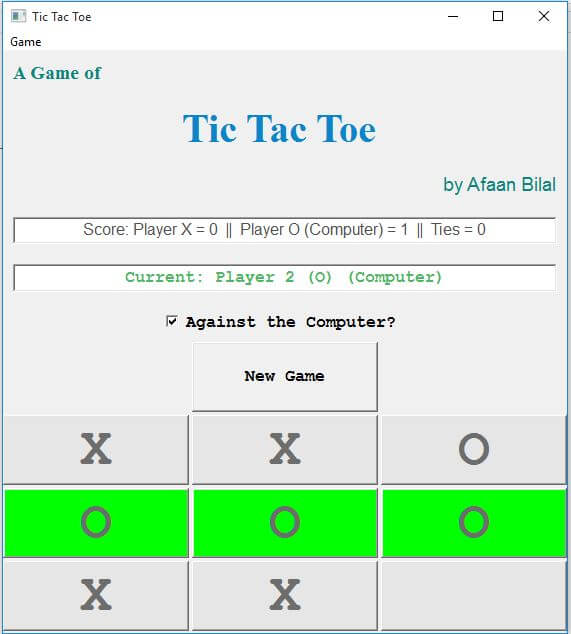 Tic Tac Toe
Game
A Game of
Tic Tac Toe
by Afaan Bilal
Score: Player X = 0 || Player O (Computer) = 1 || Ties = 0
Current: Player 2 (O) (Computer)
Against the Computer?
New Game
X X O
O O O
X X